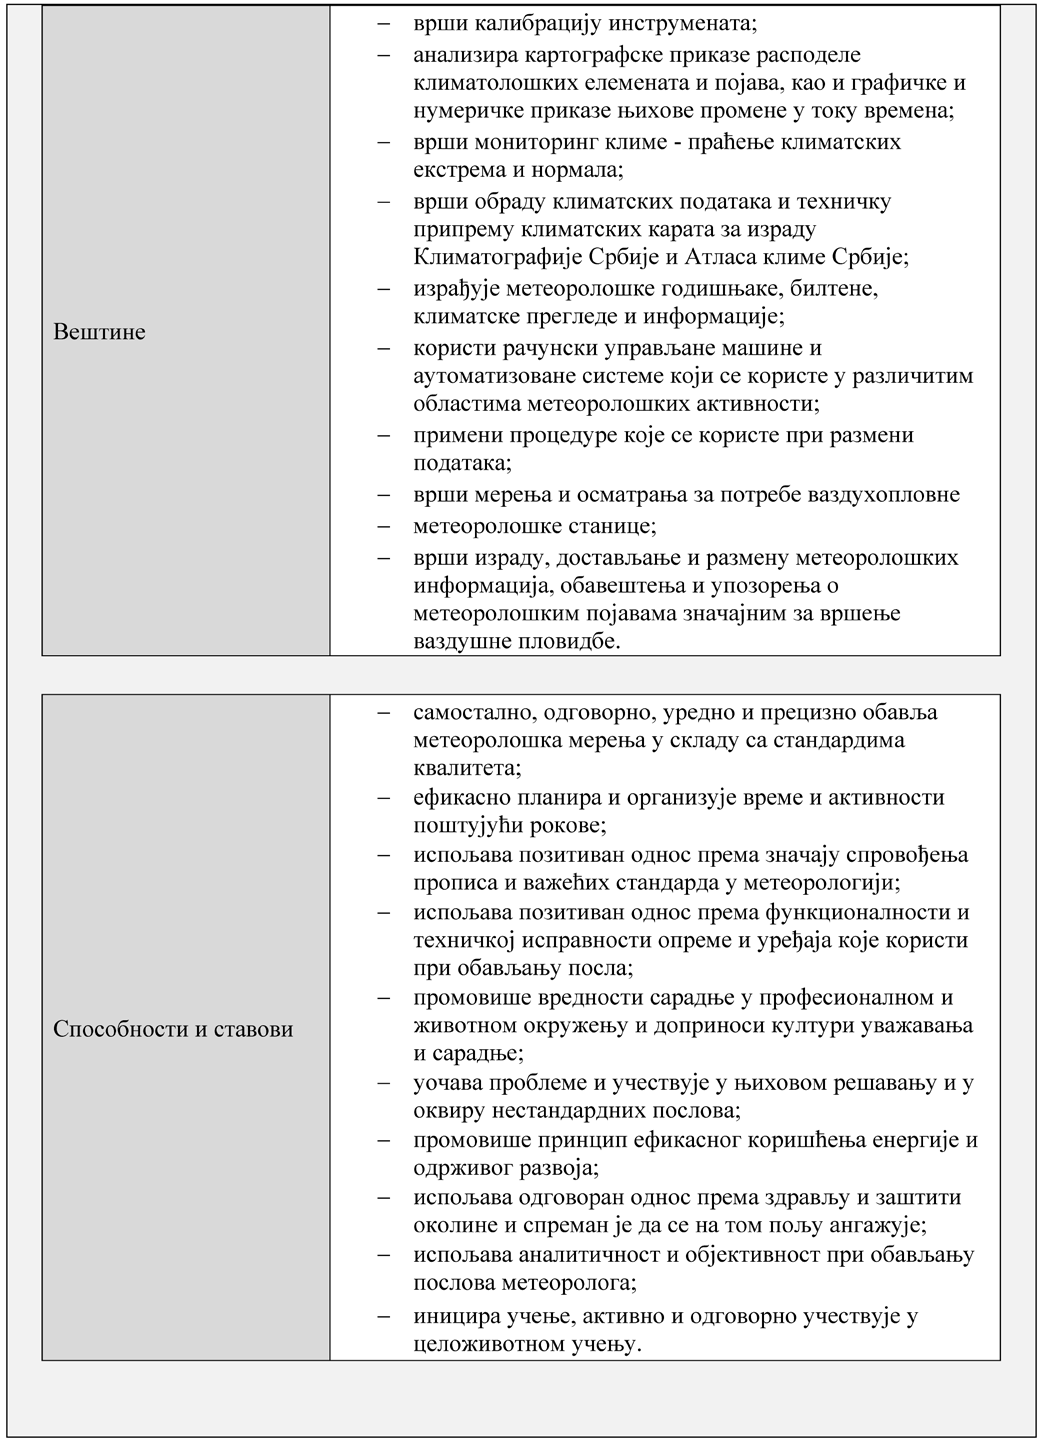 – врши калибрацију инструмената;
– анализира картографске приказе расподеле
климатолошких елемената и појава, као и графичке и
нумеричке приказе њихове промене у току времена;
– врши мониторинг климе - праћење климатских
екстрема и нормала;
– врши обраду климатских података и техничку
припрему климатских карата за израду
Климатографије Србије и Атласа климе Србије;
– израђује метеоролошке годишњаке, билтене,
климатске прегледе и информације;
Вештине
– користи рачунски управљане машине и
аутоматизоване системе који се користе у различитим
областима метеоролошких активности;
– примени процедуре које се користе при размени
података;
– врши мерења и осматрања за потребе ваздухопловне
– метеоролошке станице;
– врши израду, достављање и размену метеоролошких
информација, обавештења и упозорења о
метеоролошким појавама значајним за вршење
ваздушне пловидбе.
– самостално, одговорно, уредно и прецизно обавља
метеоролошка мерења у складу са стандардима
квалитета;
– ефикасно планира и организује време и активности
поштујући рокове;
– испољава позитиван однос према значају спровођења
прописа и важећих стандарда у метеорологији;
– испољава позитиван однос према функционалности и
техничкој исправности опреме и уређаја које користи
при обављању посла;
– промовише вредности сарадње у професионалном и
животном окружењу и доприноси култури уважавања
и сарадње;
Способности и ставови
– уочава проблеме и учествује у њиховом решавању и у
оквиру нестандардних послова;
– промовише принцип ефикасног коришћења енергије и
одрживог развоја;
– испољава одговоран однос према здрављу и заштити
околине и спреман је да се на том пољу ангажује;
– испољава аналитичност и објективност при обављању
послова метеоролога;
– иницира учење, активно и одговорно учествује у
целоживотном учењу.